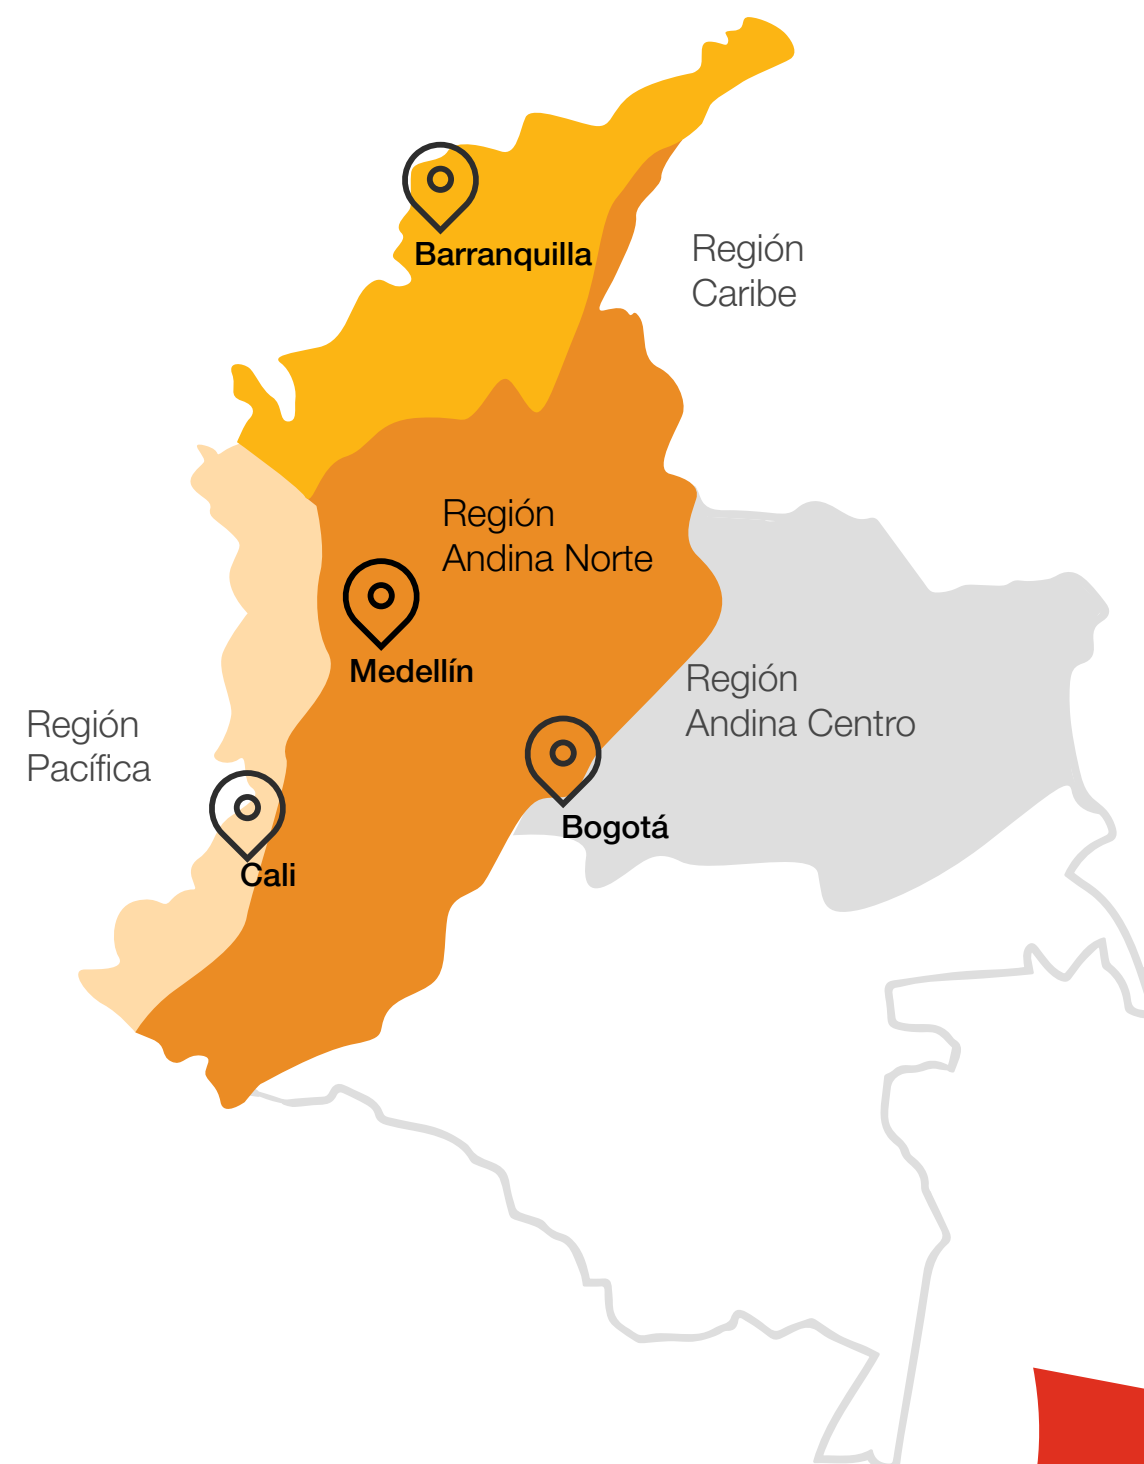 Barranquilla
Región
Caribe
Región
Andina Norte
Medellín
Región
Andina Centro
Región
Pacífica
Bogotá
Cali